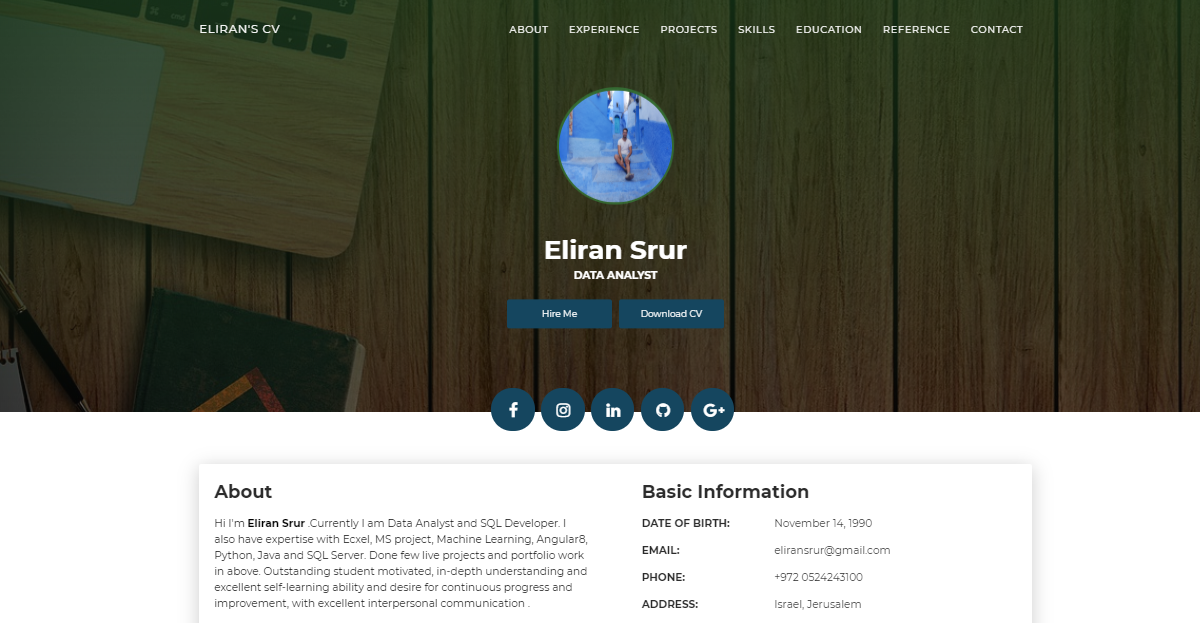 ELIRAN'S CV
ABOUT EXPERIENCE PROJECTS SKILLS EDUCATION REFERENCE CONTACT
Eliran Srur
DATA ANALYST
Hire Me Download CV
About
Hi I'm Eliran Srur .Currently I am Data Analyst and SQL Developer. I
also have expertise with Ecxel, MS project, Machine Learning, Angular8,
Python, Java and SQL Server. Done few live projects and portfolio work
in above. Outstanding student motivated, in-depth understanding and
excellent self-learning ability and desire for continuous progress and
improvement, with excellent interpersonal communication .
Basic Information
DATE OF BIRTH: November 14, 1990
EMAIL: eliransrur@gmail.com
PHONE: +972 0524243100
ADDRESS: Israel, Jerusalem